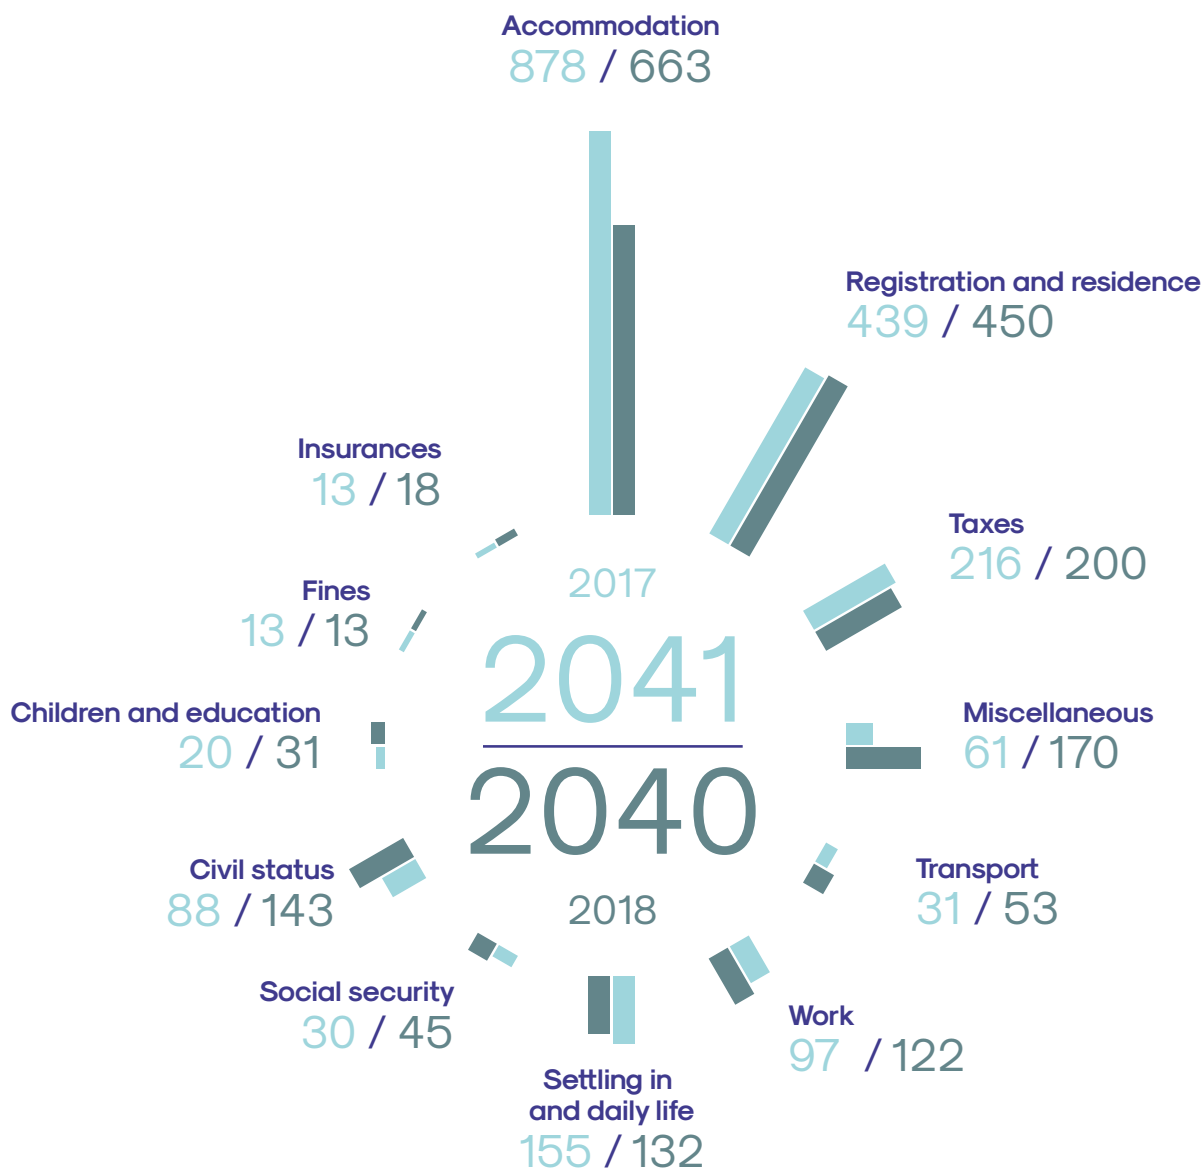 Accommodation
878 / 663
Registration and residence
439 / 450
Insurances
13 / 18
Taxes
216 / 200
2017
Fines
13 / 13
2041
Children and education
20 / 31
Miscellaneous
61 / 170
2040
Civil status
88 / 143
Transport
31 / 53
2018
Social security
30 / 45
Work
97 / 122
Settling in
and daily life
155 / 132